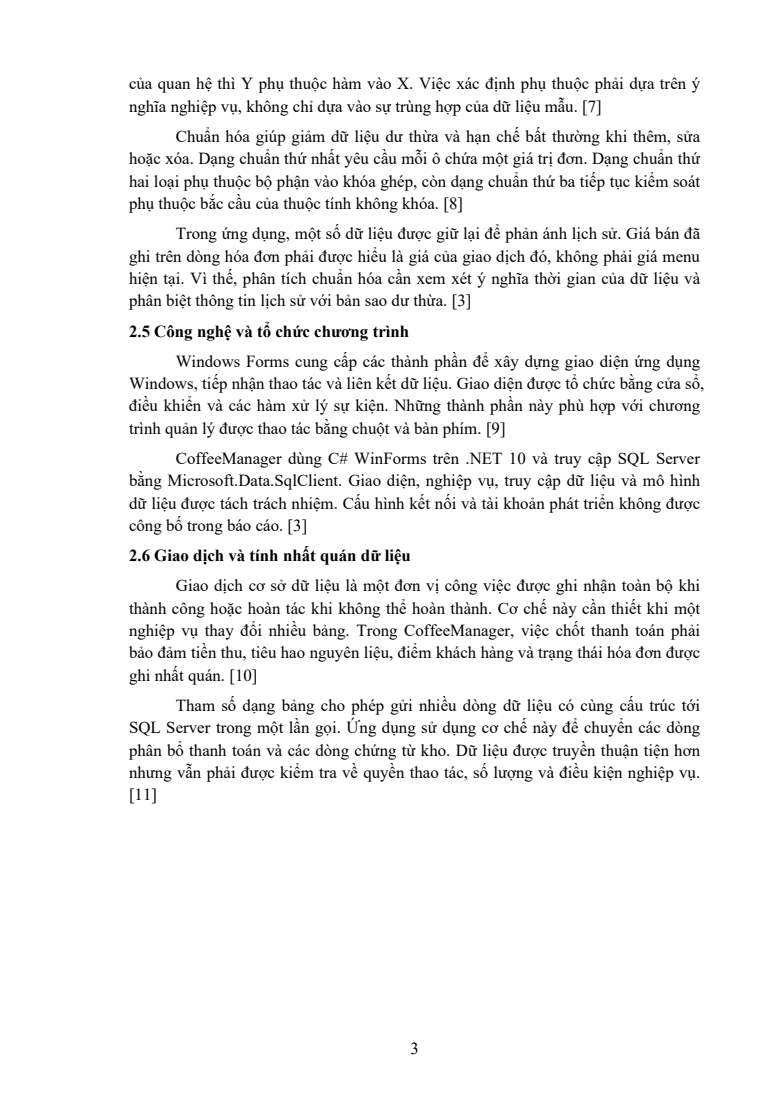 của quan hệ thì Y phụ thuộc hàm vào X. Việc xác định phụ thuộc phải dựa trên ý
nghĩa nghiệp vụ, không chỉ dựa vào sự trùng hợp của dữ liệu mẫu. [7]
Chuẩn hóa giúp giảm dữ liệu dư thừa và hạn chế bất thường khi thêm, sửa
hoặc xóa. Dạng chuẩn thứ nhất yêu cầu mỗi ô chứa một giá trị đơn. Dạng chuẩn thứ
hai loại phụ thuộc bộ phận vào khóa ghép, còn dạng chuẩn thứ ba tiếp tục kiểm soát
phụ thuộc bắc cầu của thuộc tính không khóa. [8]
Trong ứng dụng, một số dữ liệu được giữ lại để phản ánh lịch sử. Giá bán đã
ghi trên dòng hóa đơn phải được hiểu là giá của giao dịch đó, không phải giá menu
hiện tại. Vì thế, phân tích chuẩn hóa cần xem xét ý nghĩa thời gian của dữ liệu và
phân biệt thông tin lịch sử với bản sao dư thừa. [3]
2.5 Công nghệ và tổ chức chương trình
Windows Forms cung cấp các thành phần để xây dựng giao diện ứng dụng
Windows, tiếp nhận thao tác và liên kết dữ liệu. Giao diện được tổ chức bằng cửa sổ,
điều khiển và các hàm xử lý sự kiện. Những thành phần này phù hợp với chương
trình quản lý được thao tác bằng chuột và bàn phím. [9]
CoffeeManager dùng C# WinForms trên .NET 10 và truy cập SQL Server
bằng Microsoft.Data.SqlClient. Giao diện, nghiệp vụ, truy cập dữ liệu và mô hình
dữ liệu được tách trách nhiệm. Cấu hình kết nối và tài khoản phát triển không được
công bố trong báo cáo. [3]
2.6 Giao dịch và tính nhất quán dữ liệu
Giao dịch cơ sở dữ liệu là một đơn vị công việc được ghi nhận toàn bộ khi
thành công hoặc hoàn tác khi không thể hoàn thành. Cơ chế này cần thiết khi một
nghiệp vụ thay đổi nhiều bảng. Trong CoffeeManager, việc chốt thanh toán phải
bảo đảm tiền thu, tiêu hao nguyên liệu, điểm khách hàng và trạng thái hóa đơn được
ghi nhất quán. [10]
Tham số dạng bảng cho phép gửi nhiều dòng dữ liệu có cùng cấu trúc tới
SQL Server trong một lần gọi. Ứng dụng sử dụng cơ chế này để chuyển các dòng
phân bổ thanh toán và các dòng chứng từ kho. Dữ liệu được truyền thuận tiện hơn
nhưng vẫn phải được kiểm tra về quyền thao tác, số lượng và điều kiện nghiệp vụ.
[11]
3